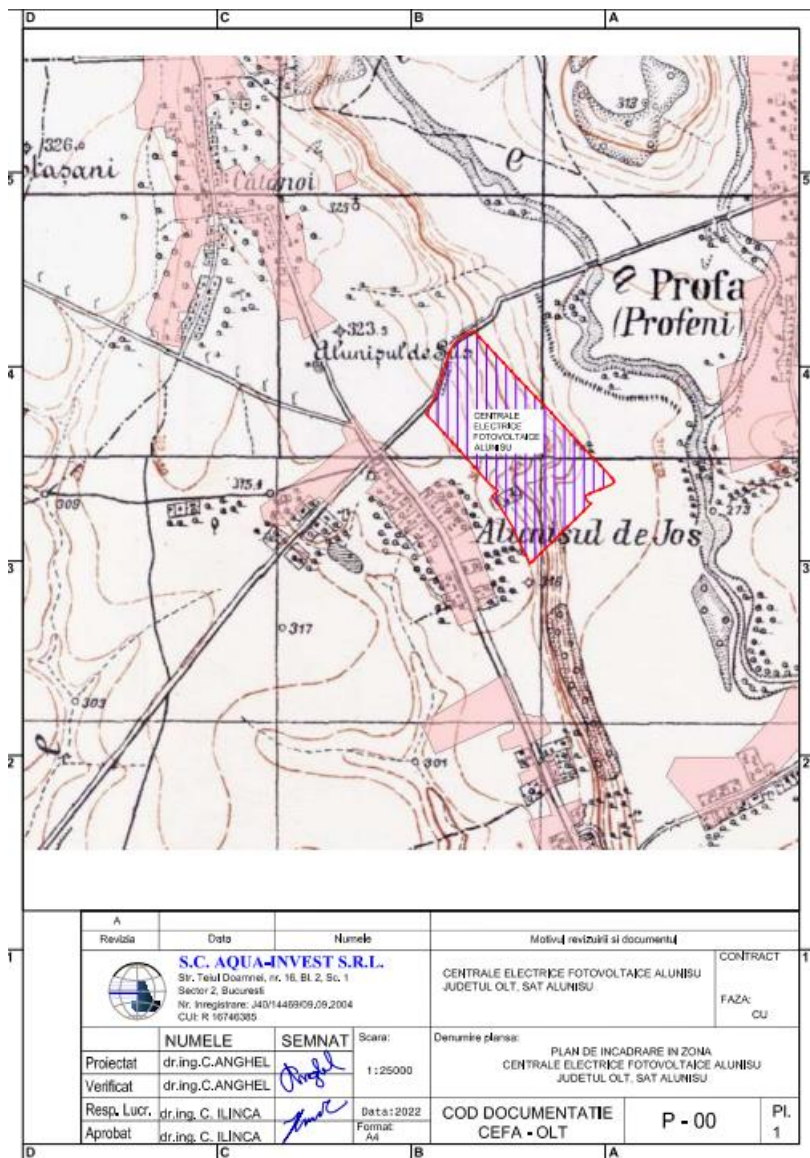 D C B A
326.
Catanoi
313
325
5 5
e
Profa
(Profeni)
323.5
Alunișul de Sus
4 4
CENTRALE
ELECTRICE
FOTOVOLTAICE
ALUNISU
315.4
309
273
Alunișul de Jos
3 3
316
317
303
301
2 2
1 1
A
Revizia Data Numele Motivul revizuirii si documentul
S.C. AQUA-INVEST S.R.L.
Str. Teiul Doamnei, nr. 16, Bl. 2, Sc. 1
Sector 2, Bucuresti
Nr. Inregistrare: J40/14469/09.09.2004
CUI: R 16746385
CENTRALE ELECTRICE FOTOVOLTAICE ALUNISU
JUDETUL OLT, SAT ALUNISU
CONTRACT
FAZA:
CU
NUMELE SEMNAT Scara:
1:25000
Denumire plansa:
PLAN DE INCADRARE IN ZONA
CENTRALE ELECTRICE FOTOVOLTAICE ALUNISU
JUDETUL OLT, SAT ALUNISU
Proiectat dr.ing.C.ANGHEL
Verificat dr.ing.C.ANGHEL
Resp. Lucr. dr.ing. C. ILINCA Data:2022
Aprobat dr.ing. C. ILINCA Format:
A4
COD DOCUMENTATIE
CEFA - OLT
P - 00
Pl.
1
D C B A